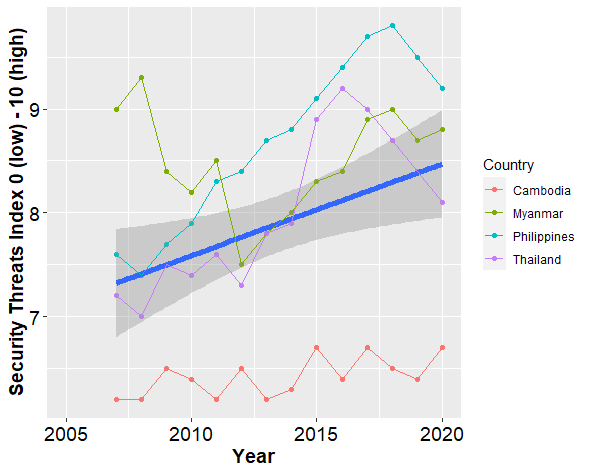 Security Threats Index 0 (low) - 10 (high)
9
8
7
2005 2010 2015 2020
Year
Country
Cambodia
Myanmar
Philippines
Thailand